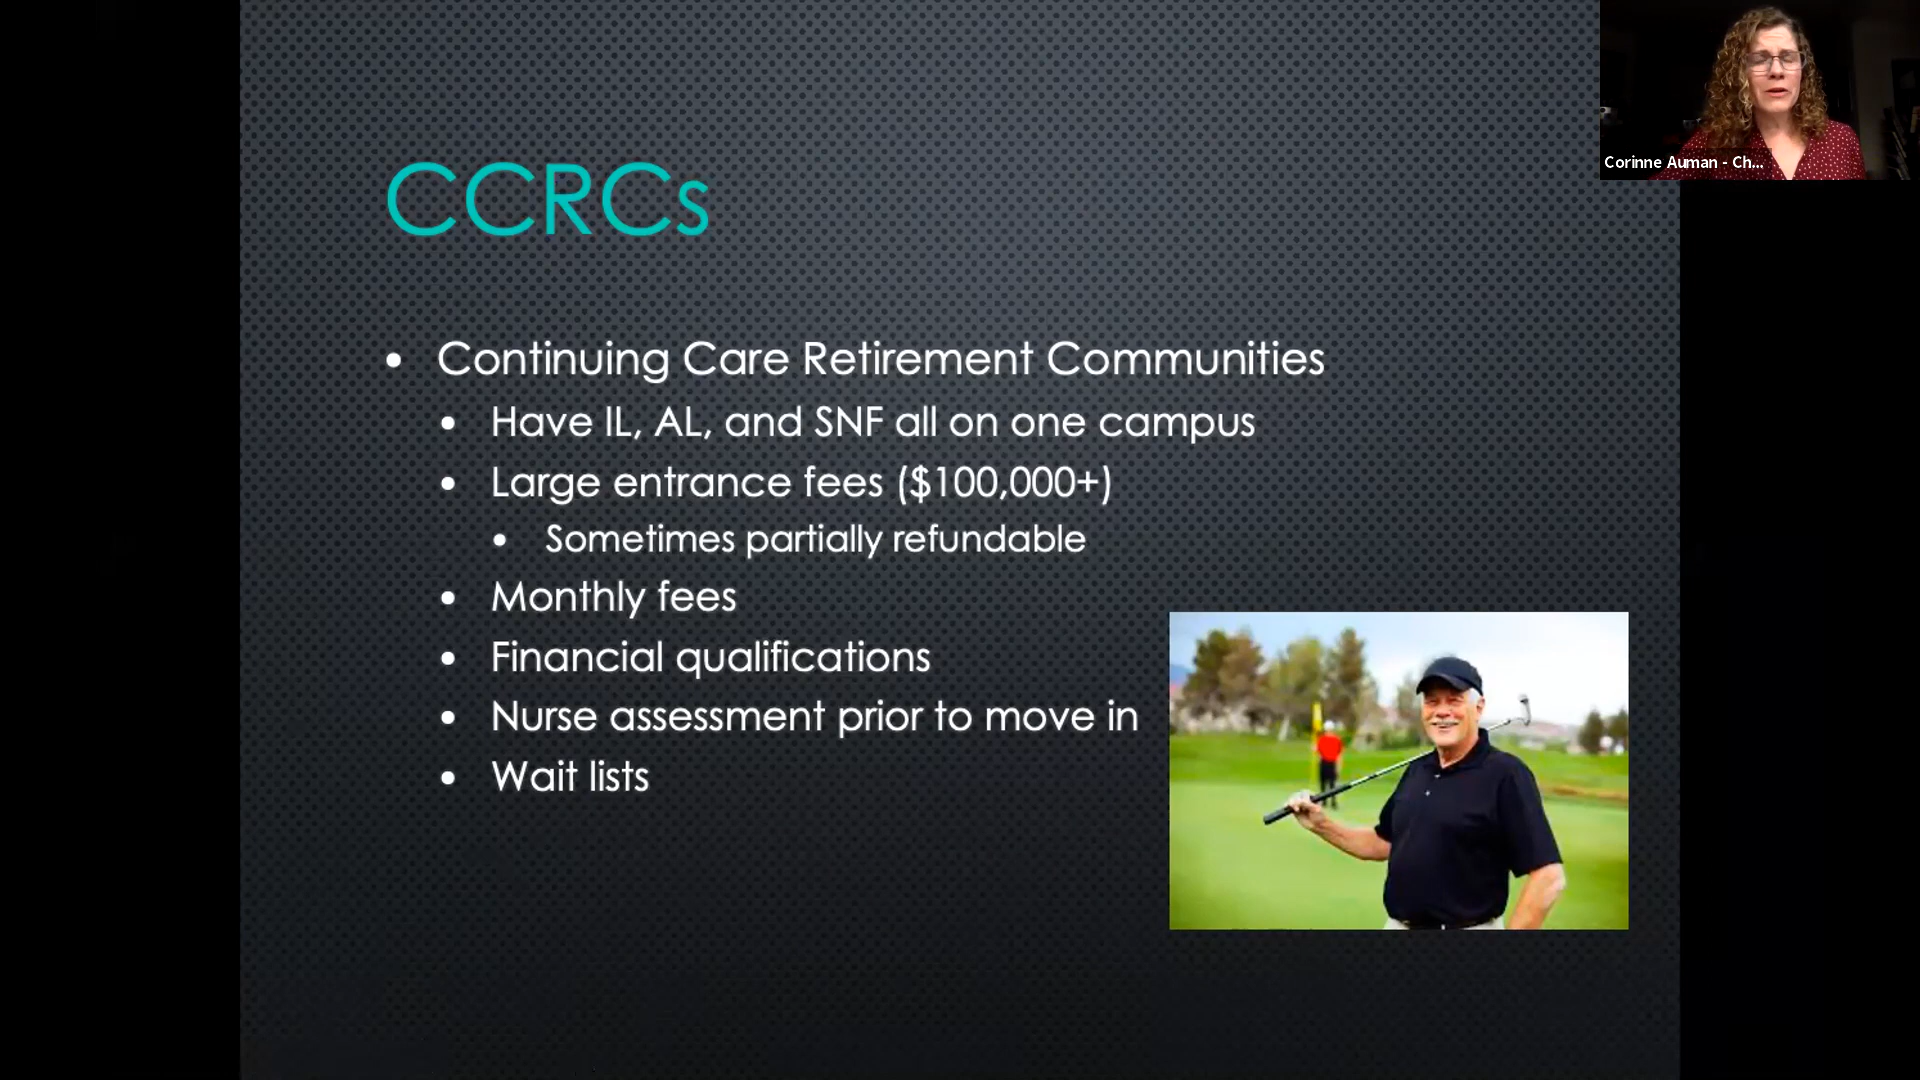 CCRCs
• Continuing Care Retirement Communities
• Have IL, AL, and SNF all on one campus
• Large entrance fees ($100,000+)
• Sometimes partially refundable
• Monthly fees
• Financial qualifications
• Nurse assessment prior to move in
• Wait lists
Corinne Auman - Ch...